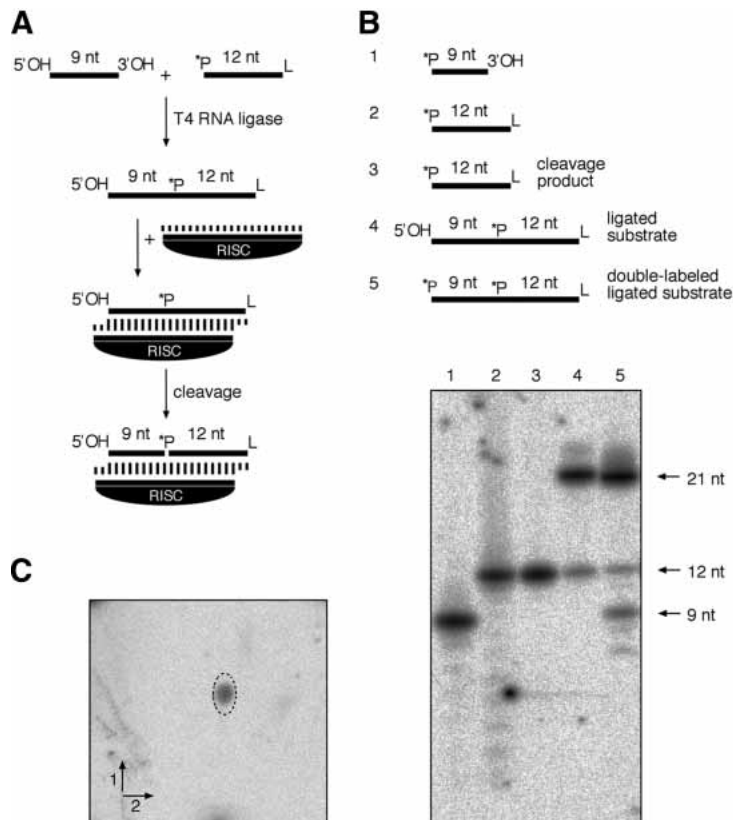 A
5'OH 9 nt 3'OH + *P 12 nt L
T4 RNA ligase
5'OH 9 nt *P 12 nt L
+ RISC
5'OH *P L
RISC
cleavage
5'OH 9 nt *P 12 nt L
RISC
B
1 *P 9 nt 3'OH
2 *P 12 nt L
3 *P 12 nt L cleavage product
4 5'OH 9 nt *P 12 nt L ligated substrate
5 *P 9 nt *P 12 nt L double-labeled ligated substrate
1 2 3 4 5
21 nt
12 nt
9 nt
C
1
2